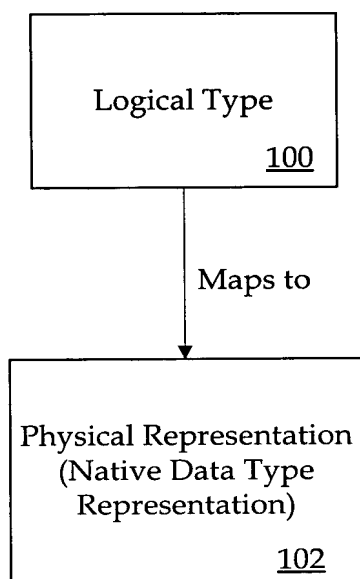 Logical Type
100
Maps to
Physical Representation
(Native Data Type
Representation)
102